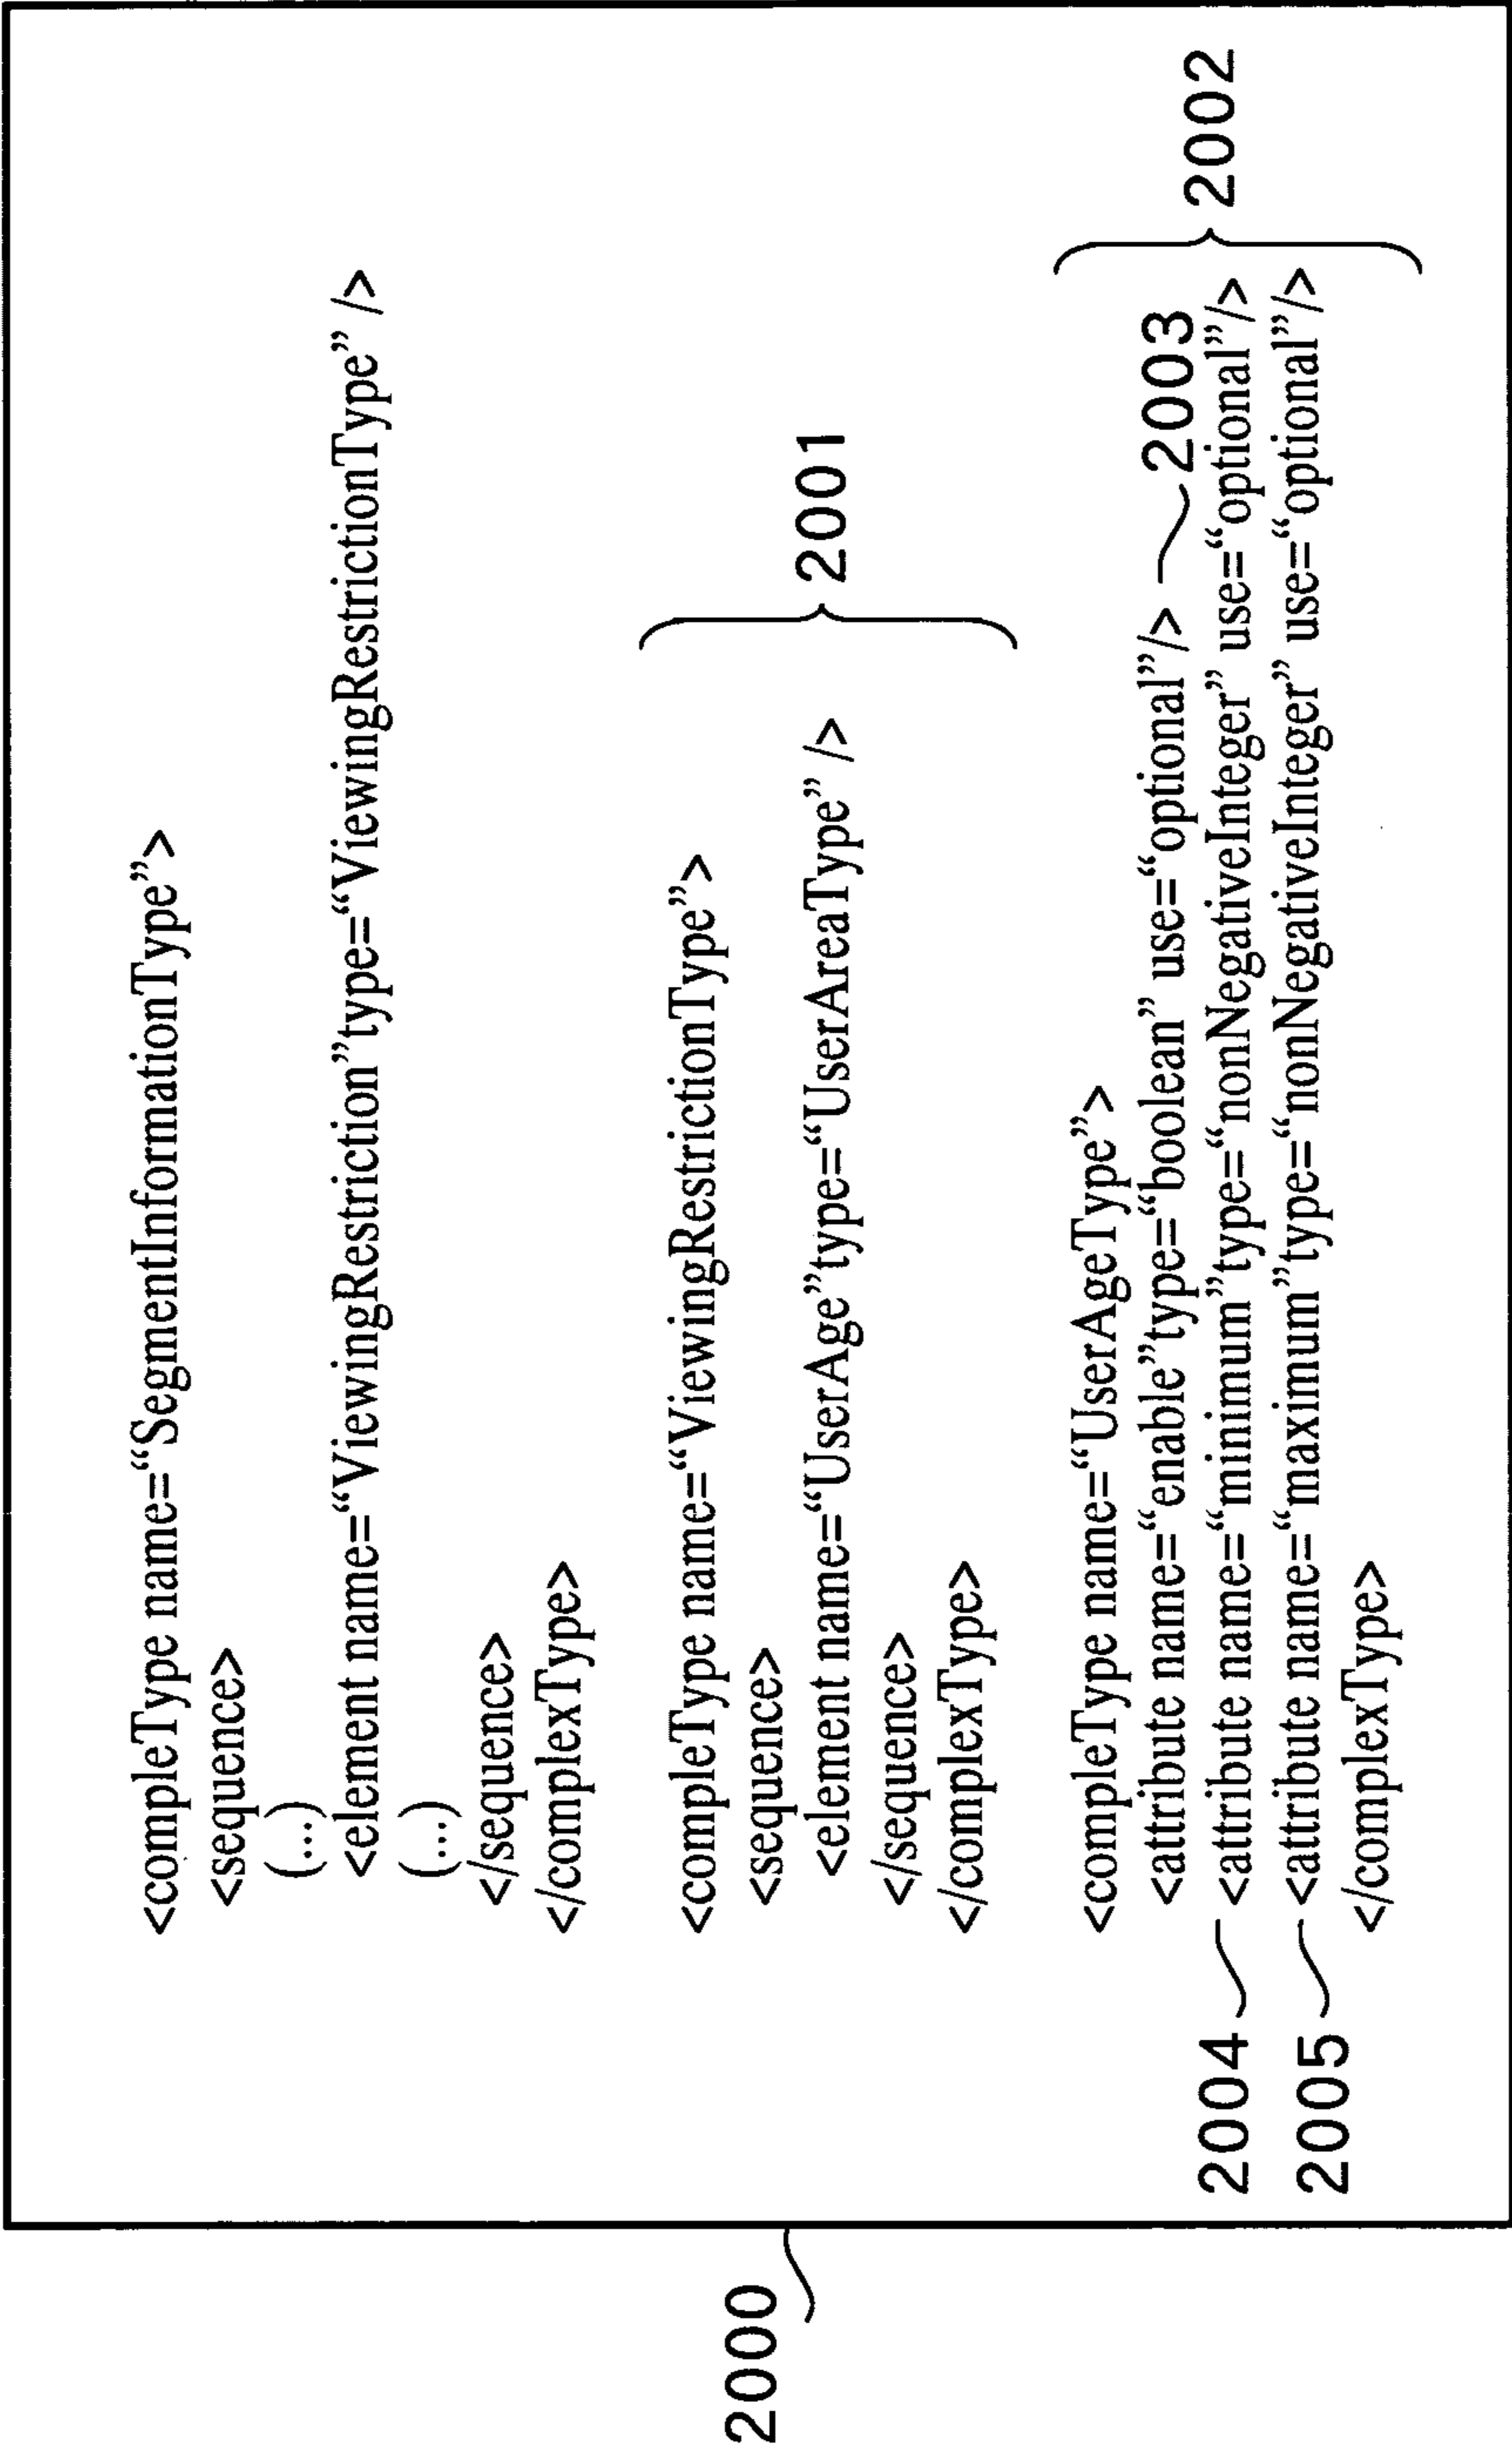 <compleType name=“SegmentInformationType”>
<sequence>
(...)
<element name=“ViewingRestriction”type=“ViewingRestrictionType” />
(...)
</sequence>
</complexType>
<compleType name=“ViewingRestrictionType”>
<sequence>
<element name=“UserAge”type=“UserAreaType” />
</sequence>
</complexType>
2001
<compleType name=“UserAgeType”>
<attribute name=“enable”type=“boolean” use=“optional”/> 2003
2004 <attribute name=“minimum”type=“nonNegativeInteger” use=“optional”/>
2005 <attribute name=“maximum”type=“nonNegativeInteger” use=“optional”/>
</complexType>
2002
2000